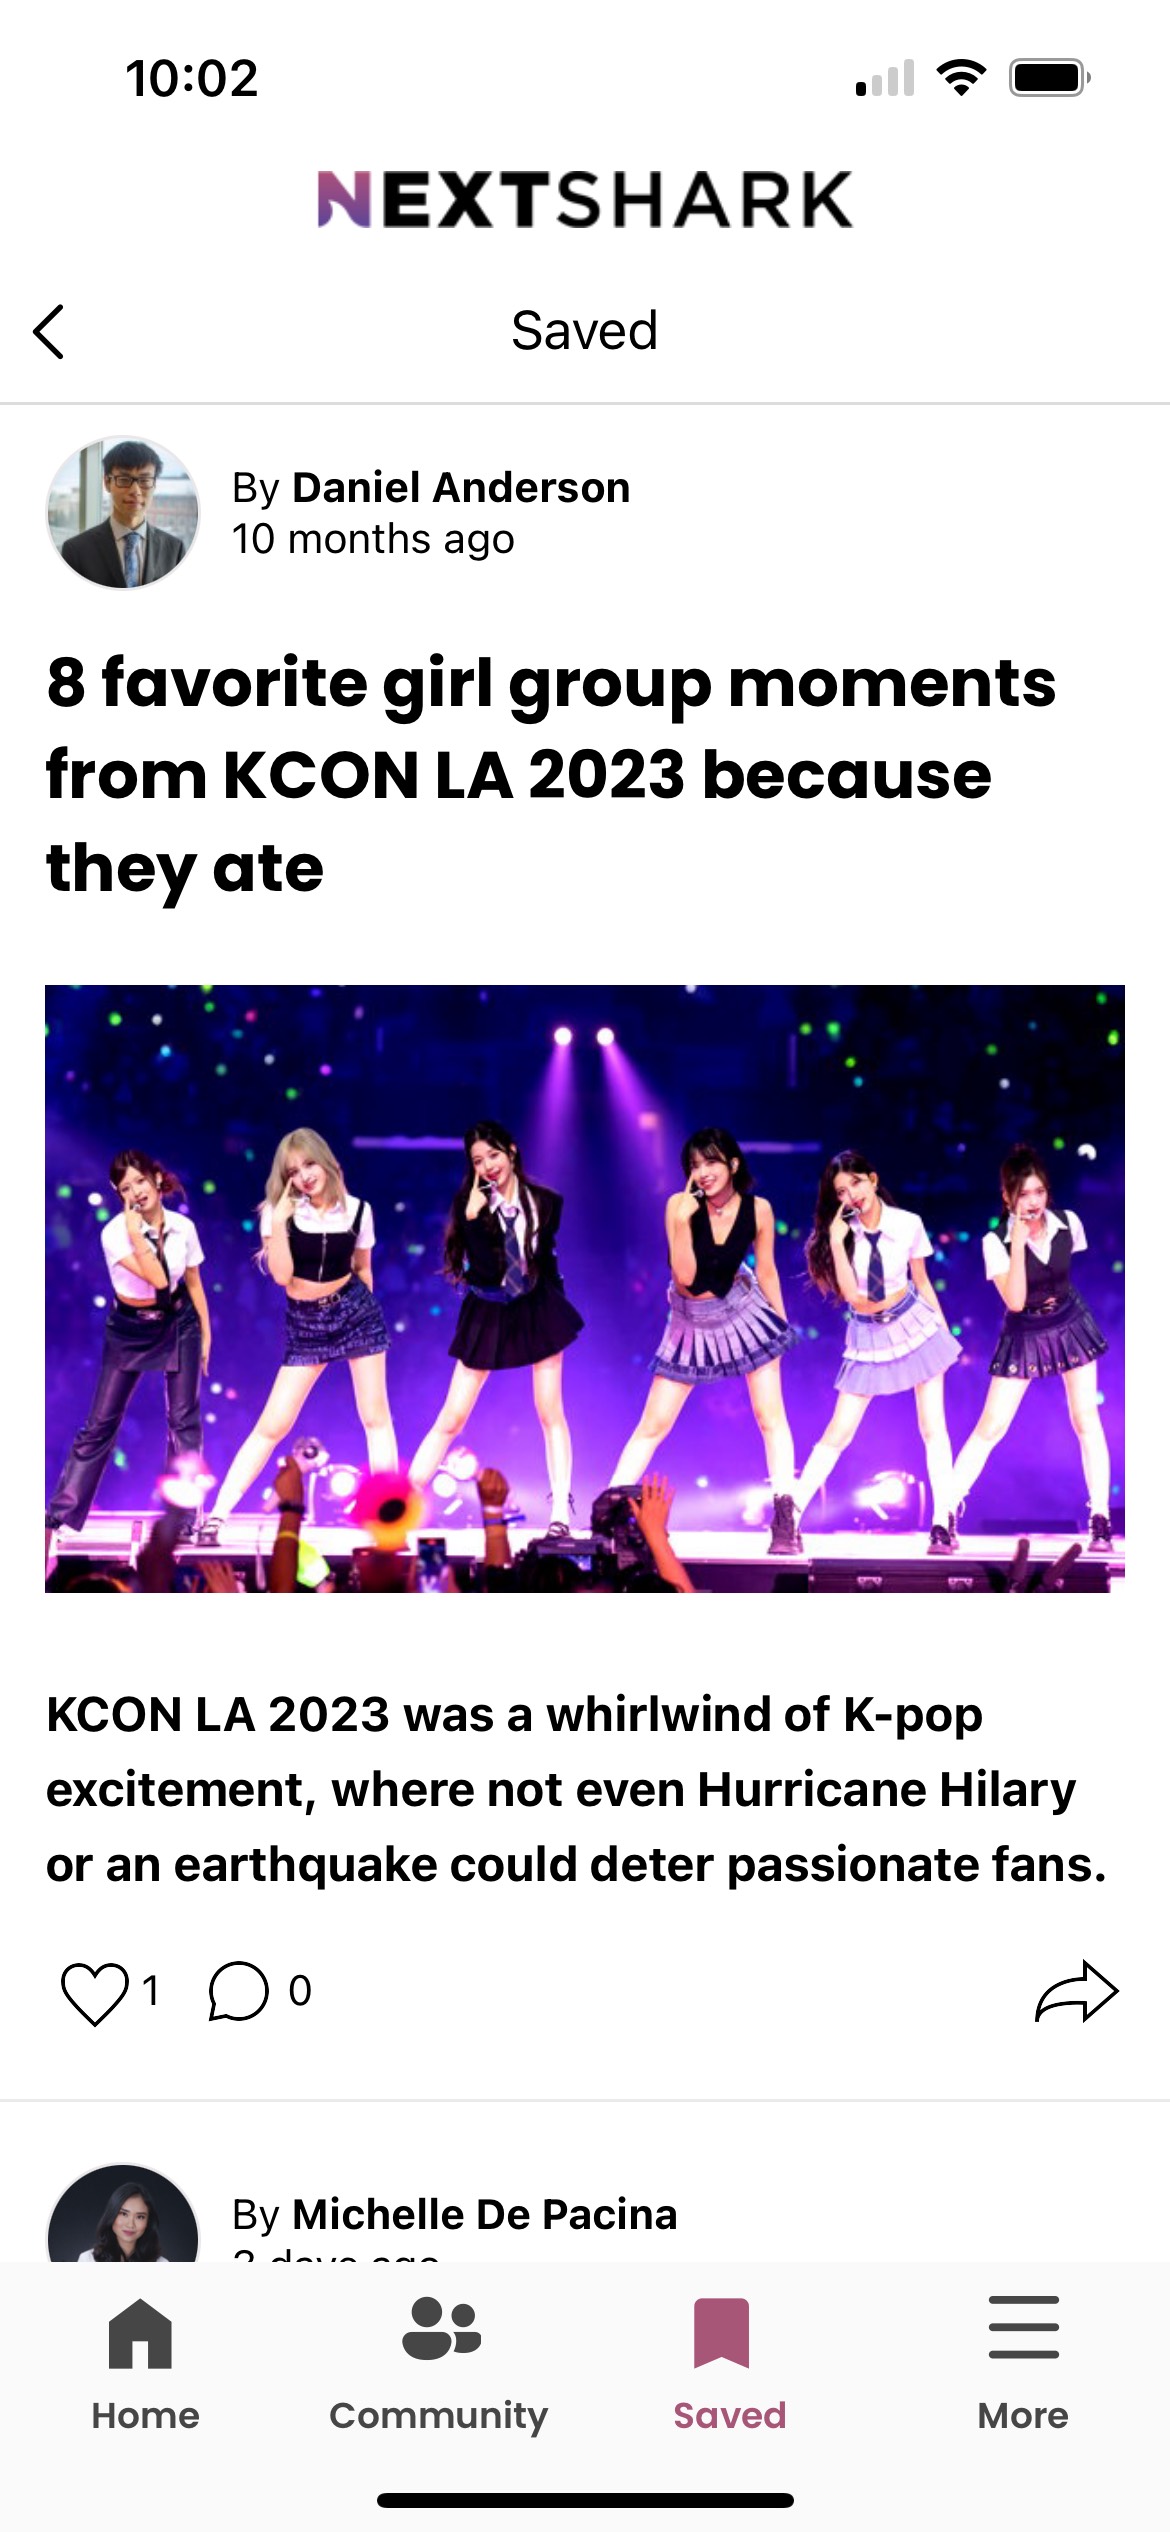 10:02
NEXTSHARK
Saved
By Daniel Anderson
10 months ago
8 favorite girl group moments
from KCON LA 2023 because
they ate
KCON LA 2023 was a whirlwind of K-pop
excitement, where not even Hurricane Hilary
or an earthquake could deter passionate fans.
1 0
By Michelle De Pacina
days ago
Home Community Saved More